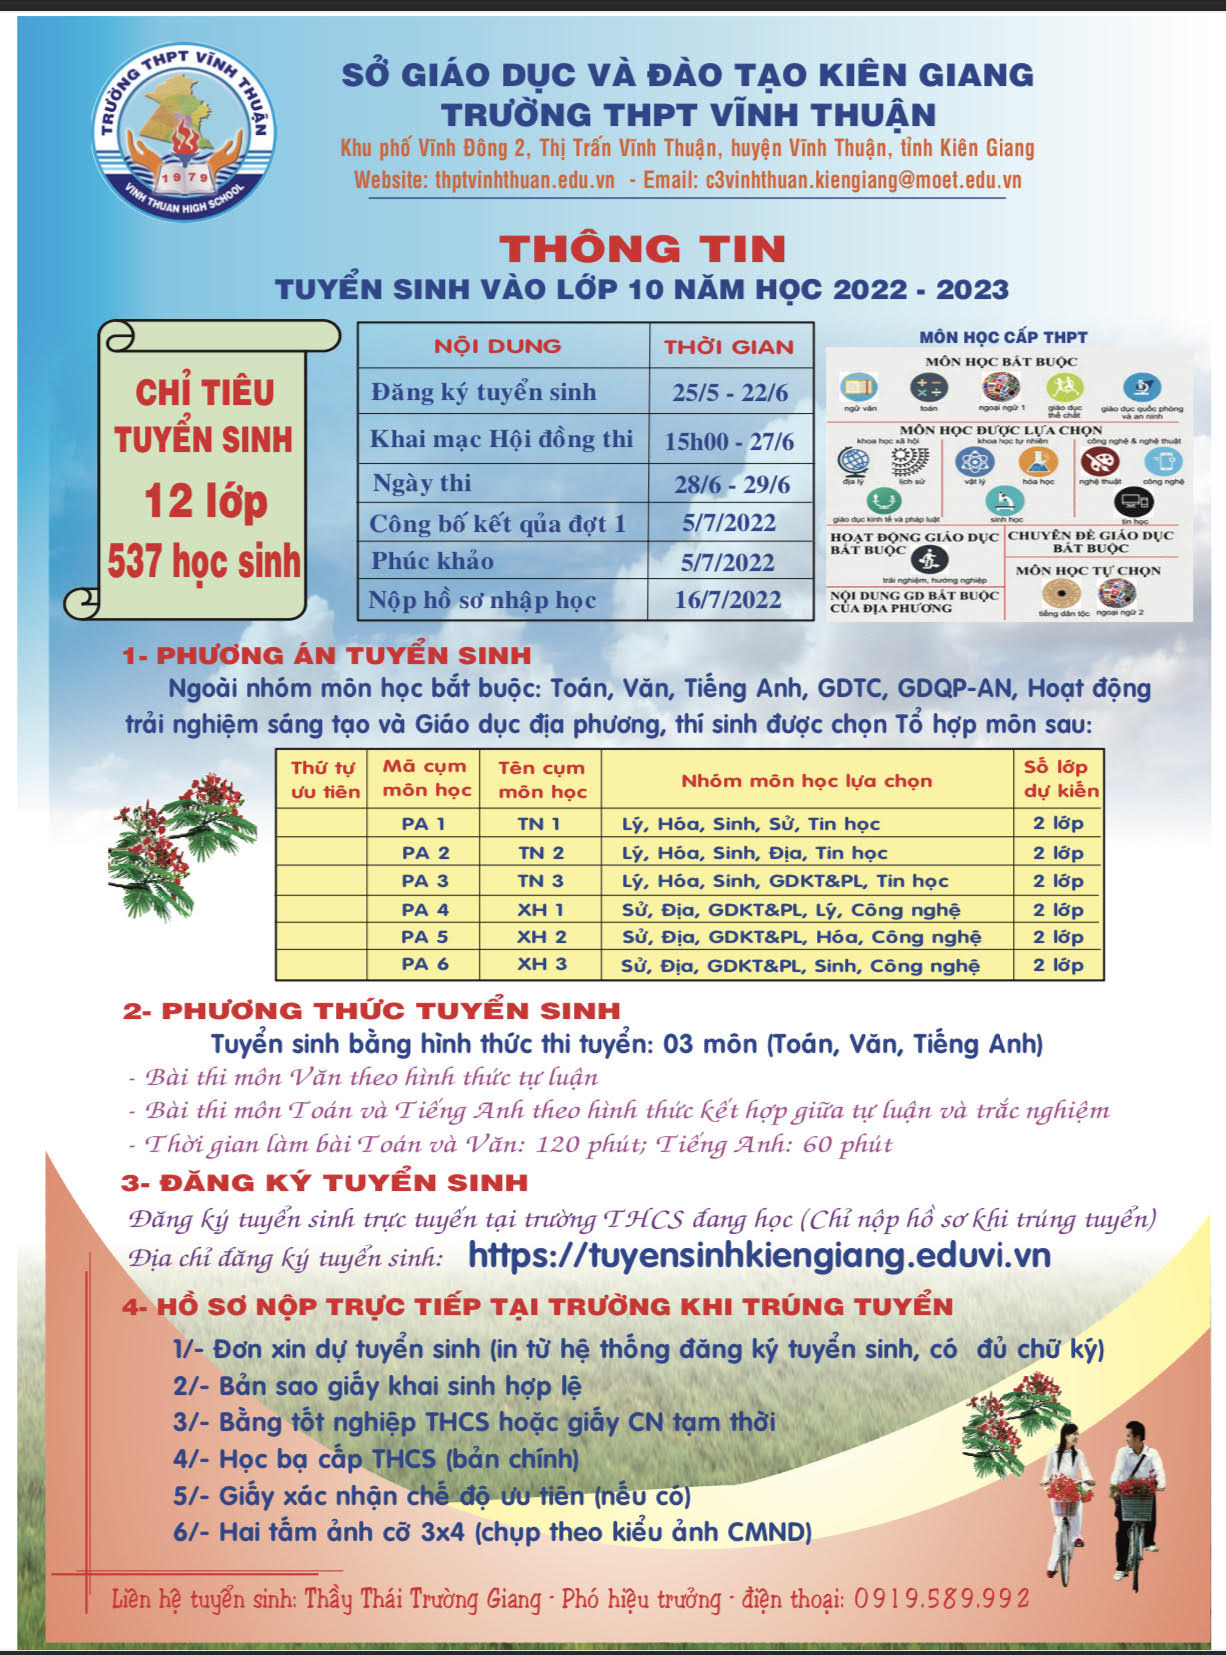 TRƯỜNG THPT VĨNH THUẬN
1979
VINH THUAN HIGH SCHOOL
SỞ GIÁO DỤC VÀ ĐÀO TẠO KIÊN GIANG
TRƯỜNG THPT VĨNH THUẬN
Khu phố Vĩnh Đông 2, Thị Trấn Vĩnh Thuận, huyện Vĩnh Thuận, tỉnh Kiên Giang
Website: thptvinhthuan.edu.vn - Email: c3vinhthuan.kiengiang@moet.edu.vn
THÔNG TIN
TUYỂN SINH VÀO LỚP 10 NĂM HỌC 2022 - 2023
CHỈ TIÊU
TUYỂN SINH
12 lớp
537 học sinh
NỘI DUNG THỜI GIAN
Đăng ký tuyển sinh 25/5 - 22/6
Khai mạc Hội đồng thi 15h00 - 27/6
Ngày thi 28/6 - 29/6
Công bố kết qủa đợt 1 5/7/2022
Phúc khảo 5/7/2022
Nộp hồ sơ nhập học 16/7/2022
MÔN HỌC CẤP THPT
MÔN HỌC BẮT BUỘC
ngữ văn toán ngoại ngữ 1 giáo dục thể chất giáo dục quốc phòng và an ninh
MÔN HỌC ĐƯỢC LỰA CHỌN
khoa học xã hội khoa học tự nhiên công nghệ & nghệ thuật
địa lý lịch sử vật lý hóa học nghệ thuật công nghệ
giáo dục kinh tế và pháp luật sinh học tin học
HOẠT ĐỘNG GIÁO DỤC
BẮT BUỘC
trải nghiệm, hướng nghiệp
NỘI DUNG GD BẮT BUỘC
CỦA ĐỊA PHƯƠNG
CHUYÊN ĐỀ GIÁO DỤC
BẮT BUỘC
MÔN HỌC TỰ CHỌN
tiếng dân tộc ngoại ngữ 2
1- PHƯƠNG ÁN TUYỂN SINH
Ngoài nhóm môn học bắt buộc: Toán, Văn, Tiếng Anh, GDTC, GDQP-AN, Hoạt động
trải nghiệm sáng tạo và Giáo dục địa phương, thí sinh được chọn Tổ hợp môn sau:
Thứ tự ưu tiên Mã cụm môn học Tên cụm môn học Nhóm môn học lựa chọn Số lớp dự kiến
PA 1 TN 1 Lý, Hóa, Sinh, Sử, Tin học 2 lớp
PA 2 TN 2 Lý, Hóa, Sinh, Địa, Tin học 2 lớp
PA 3 TN 3 Lý, Hóa, Sinh, GDKT&PL, Tin học 2 lớp
PA 4 XH 1 Sử, Địa, GDKT&PL, Lý, Công nghệ 2 lớp
PA 5 XH 2 Sử, Địa, GDKT&PL, Hóa, Công nghệ 2 lớp
PA 6 XH 3 Sử, Địa, GDKT&PL, Sinh, Công nghệ 2 lớp
2- PHƯƠNG THỨC TUYỂN SINH
Tuyển sinh bằng hình thức thi tuyển: 03 môn (Toán, Văn, Tiếng Anh)
- Bài thi môn Văn theo hình thức tự luận
- Bài thi môn Toán và Tiếng Anh theo hình thức kết hợp giữa tự luận và trắc nghiệm
- Thời gian làm bài Toán và Văn: 120 phút; Tiếng Anh: 60 phút
3- ĐĂNG KÝ TUYỂN SINH
Đăng ký tuyển sinh trực tuyến tại trường THCS đang học (Chỉ nộp hồ sơ khi trúng tuyển)
Địa chỉ đăng ký tuyển sinh: https://tuyensinhkiengiang.eduvi.vn
4- HỒ SƠ NỘP TRỰC TIẾP TẠI TRƯỜNG KHI TRÚNG TUYỂN
1/- Đơn xin dự tuyển sinh (in từ hệ thống đăng ký tuyển sinh, có đủ chữ ký)
2/- Bản sao giấy khai sinh hợp lệ
3/- Bằng tốt nghiệp THCS hoặc giấy CN tạm thời
4/- Học bạ cấp THCS (bản chính)
5/- Giấy xác nhận chế độ ưu tiên (nếu có)
6/- Hai tấm ảnh cỡ 3x4 (chụp theo kiểu ảnh CMND)
Liên hệ tuyển sinh: Thầy Thái Trường Giang - Phó hiệu trưởng - điện thoại: 0919.589.992